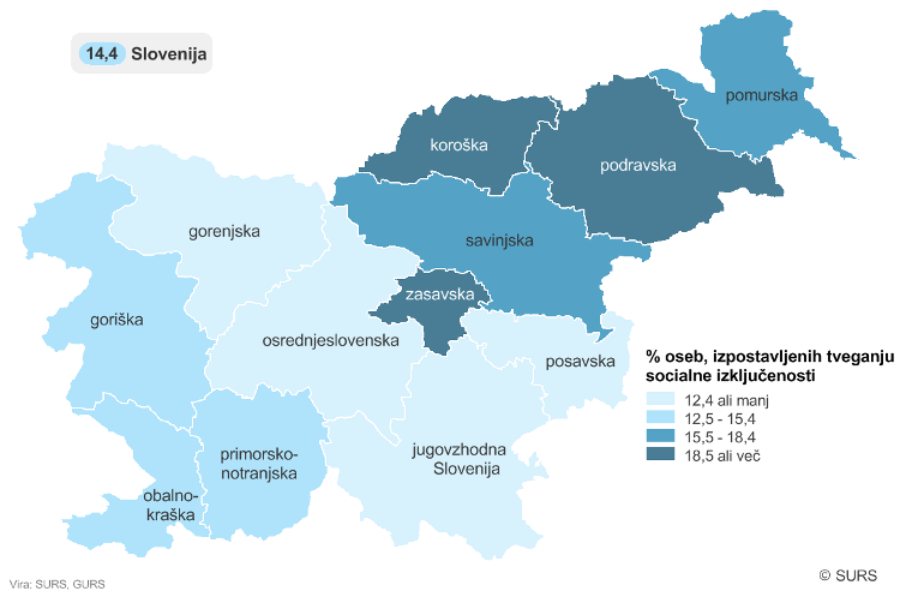 14,4 Slovenija
pomurska
koroška
podravska
gorenjska
savinjska
zasavska
goriška
osrednjeslovenska
posavska
% oseb, izpostavljenih tveganju
socialne izključenosti
12,4 ali manj
12,5 - 15,4
15,5 - 18,4
18,5 ali več
primorsko-
notranjska
jugovzhodna
Slovenija
obalno-
kraška
Vira: SURS, GURS
© SURS